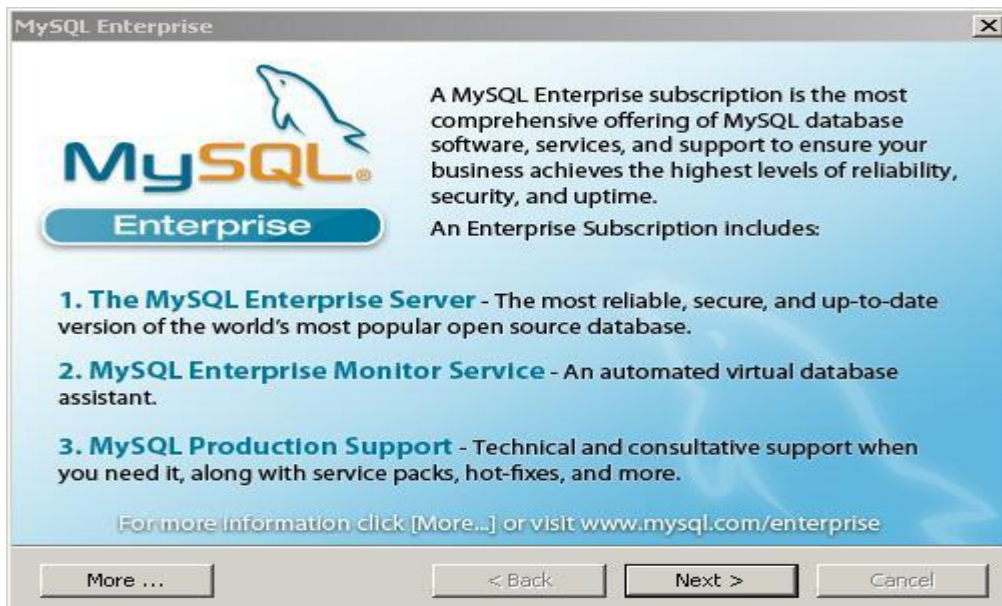 MySQL Enterprise
MySQL®
Enterprise
A MySQL Enterprise subscription is the most
comprehensive offering of MySQL database
software, services, and support to ensure your
business achieves the highest levels of reliability,
security, and uptime.
An Enterprise Subscription includes:
1. The MySQL Enterprise Server - The most reliable, secure, and up-to-date
version of the world's most popular open source database.
2. MySQL Enterprise Monitor Service - An automated virtual database
assistant.
3. MySQL Production Support - Technical and consultative support when
you need it, along with service packs, hot-fixes, and more.
For more information click [More...] or visit www.mysql.com/enterprise
More ...
< Back
Next >
Cancel